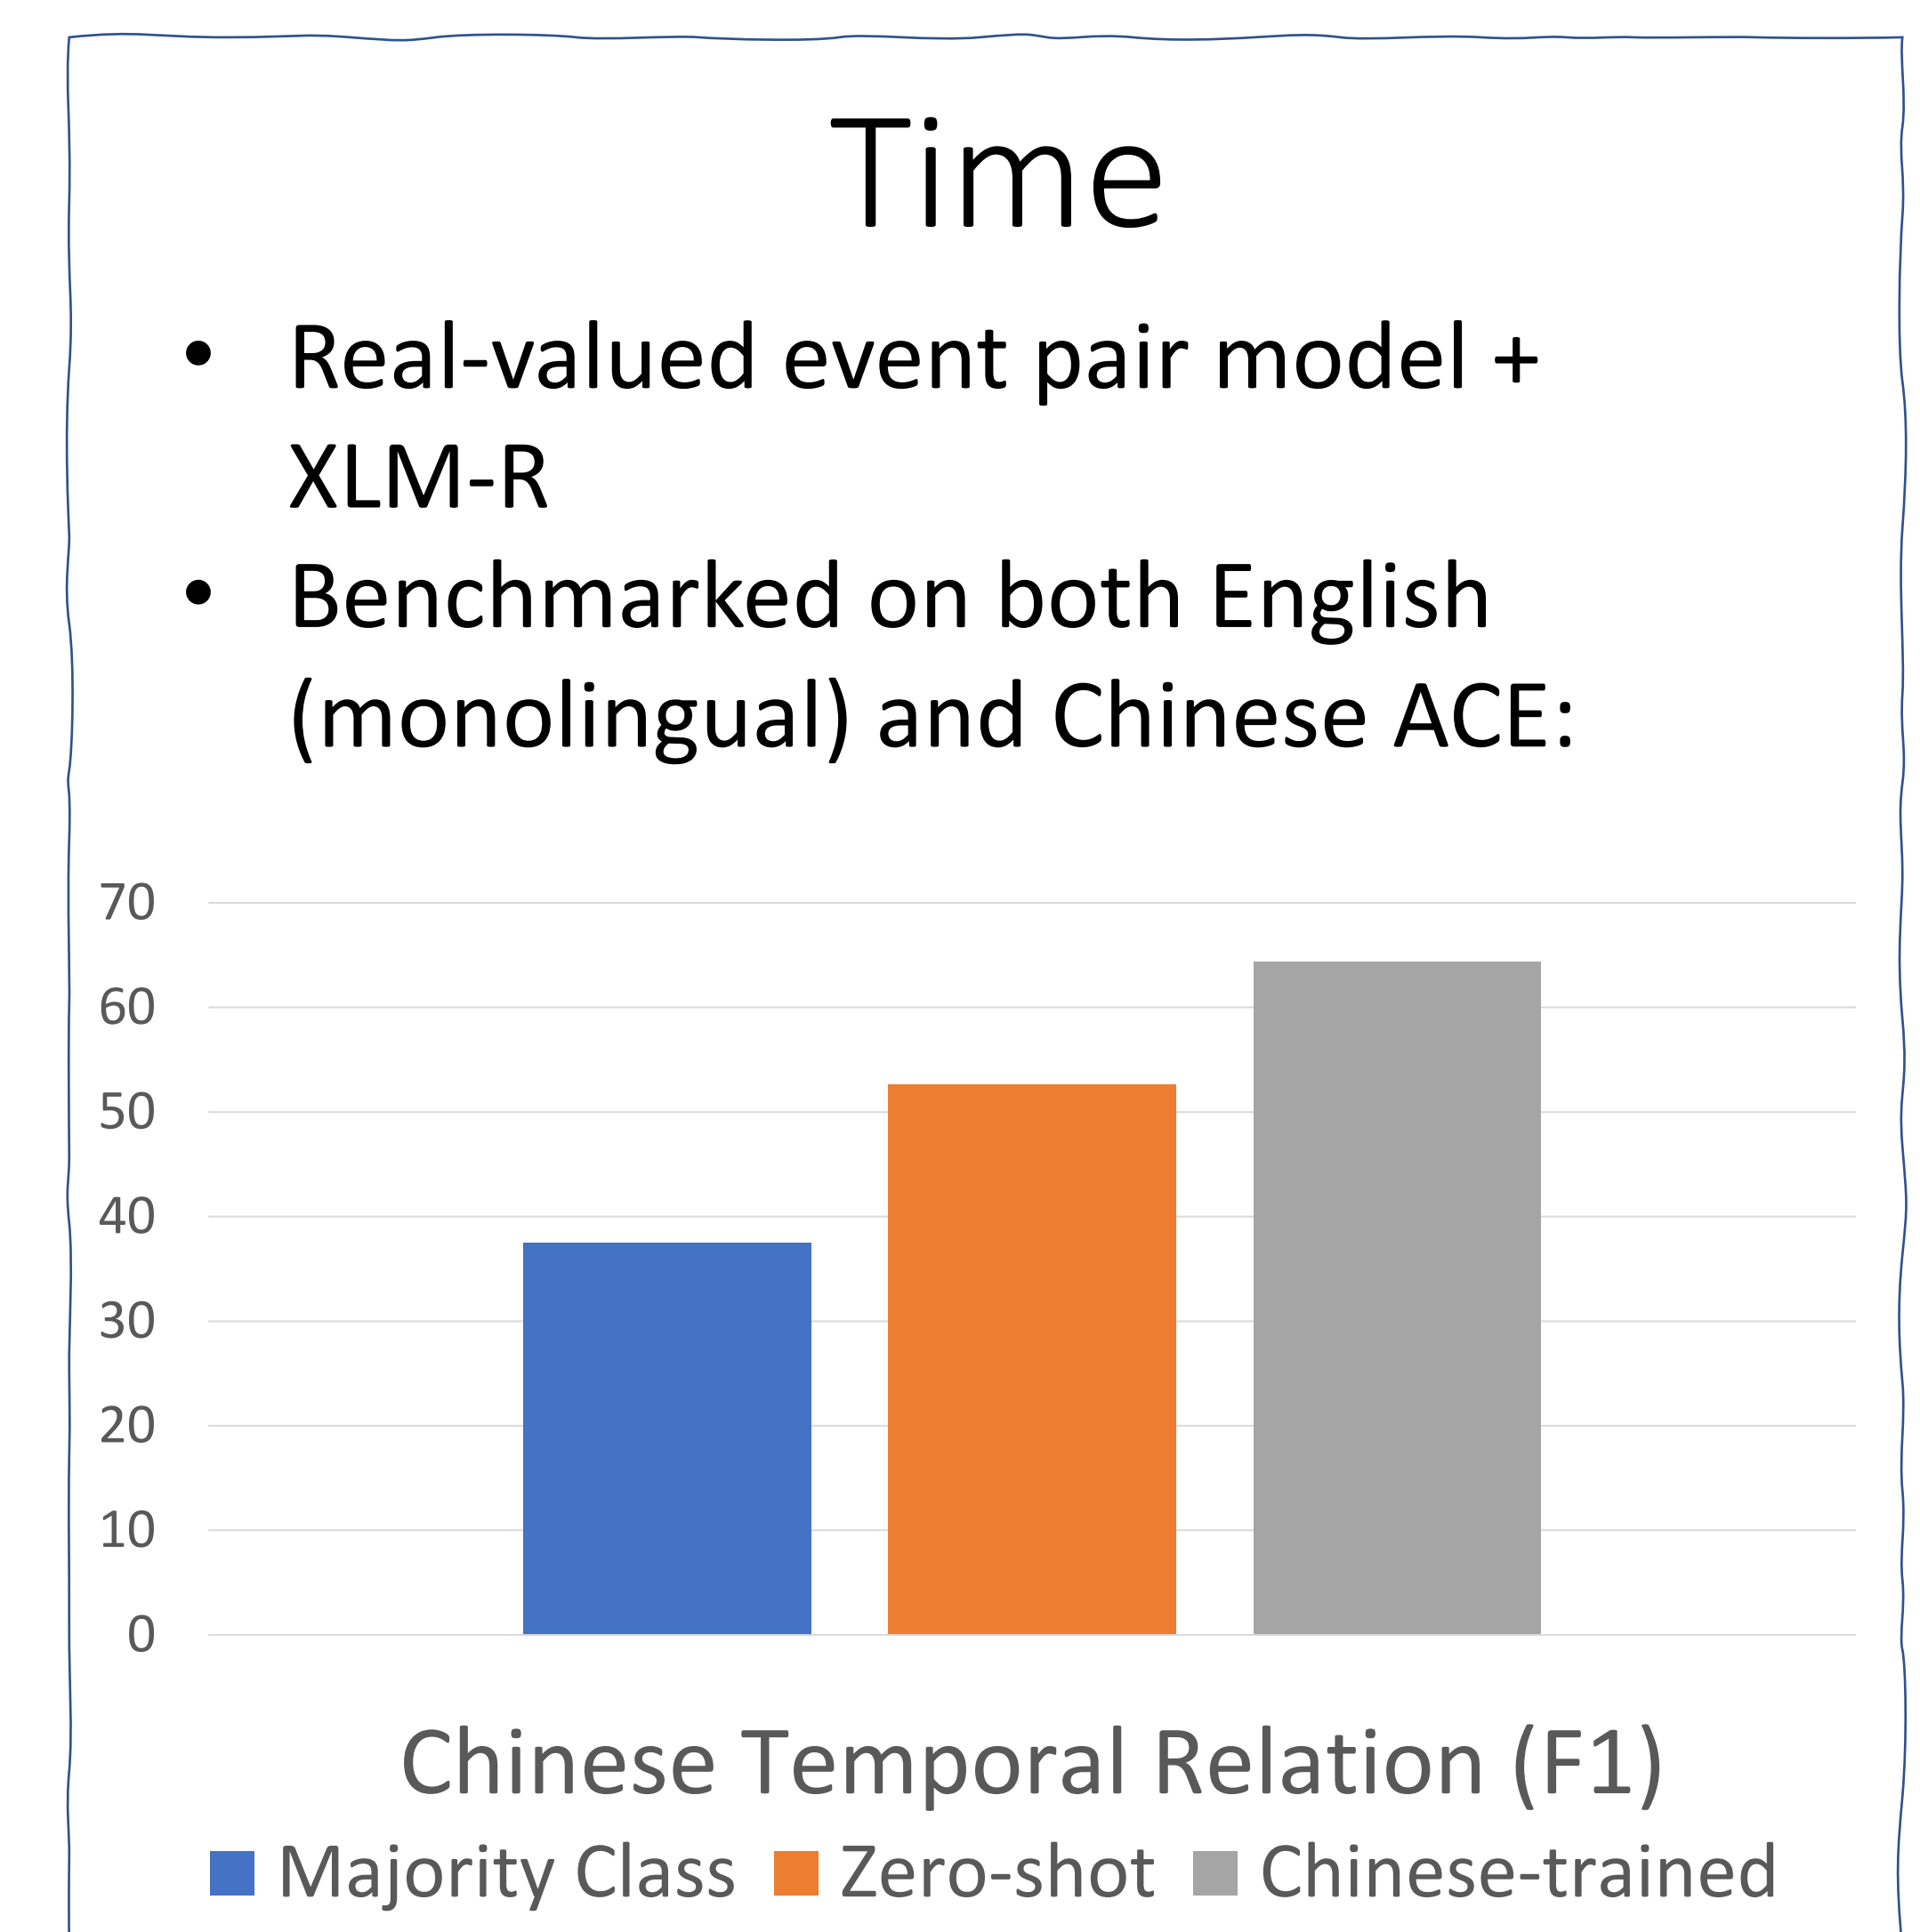 Time
• Real-valued event pair model +
XLM-R
• Benchmarked on both English
(monolingual) and Chinese ACE:
70
60
50
40
30
20
10
0
Chinese Temporal Relation (F1)
Majority Class Zero-shot Chinese-trained